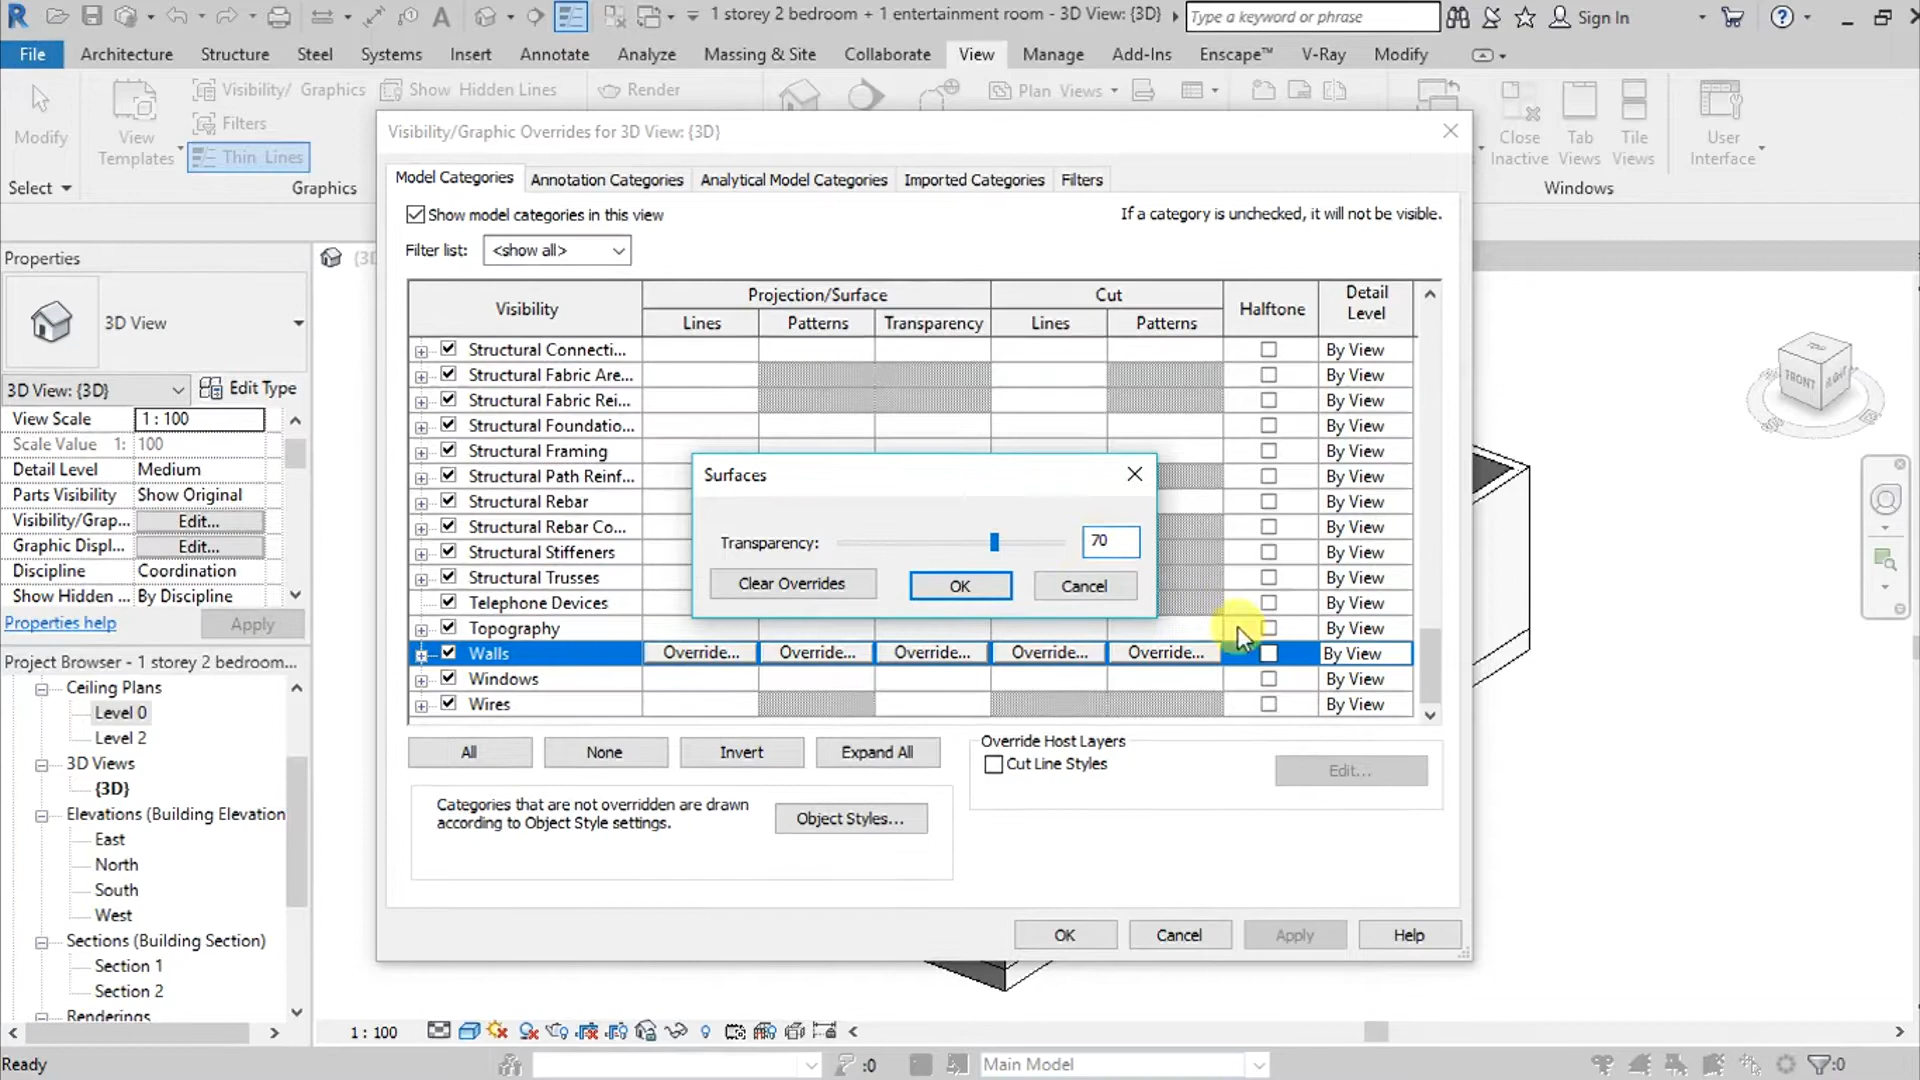 1 storey 2 bedroom + 1 entertainment room - 3D View: {3D}
Type a keyword or phrase
Sign In
File Architecture Structure Steel Systems Insert Annotate Analyze Massing & Site Collaborate View Manage Add-Ins Enscape™ V-Ray Modify
Modify
View Templates
Visibility/ Graphics
Filters
Thin Lines
Show Hidden Lines
Render
Plan Views
Close Inactive
Tab Views
Tile Views
User Interface
Select
Graphics
Windows
Visibility/Graphic Overrides for 3D View: {3D}
Model Categories Annotation Categories Analytical Model Categories Imported Categories Filters
Show model categories in this view
If a category is unchecked, it will not be visible.
Filter list: <show all>
Visibility Projection/Surface Cut Halftone Detail Level
Lines Patterns Transparency Lines Patterns
Structural Connecti... By View
Structural Fabric Are... By View
Structural Fabric Rei... By View
Structural Foundatio... By View
Structural Framing By View
Structural Path Reinf... By View
Structural Rebar By View
Structural Rebar Co... By View
Structural Stiffeners By View
Structural Trusses By View
Telephone Devices By View
Topography By View
Walls Override... Override... Override... Override... Override... By View
Windows By View
Wires By View
Surfaces
Transparency: 70
Clear Overrides OK Cancel
All None Invert Expand All
Override Host Layers
Cut Line Styles
Edit...
Categories that are not overridden are drawn
according to Object Style settings.
Object Styles...
OK Cancel Apply Help
Properties
3D View
3D View: {3D} Edit Type
View Scale 1 : 100
Scale Value 1: 100
Detail Level Medium
Parts Visibility Show Original
Visibility/Grap... Edit...
Graphic Displ... Edit...
Discipline Coordination
Show Hidden ... By Discipline
Properties help Apply
Project Browser - 1 storey 2 bedroom...
Ceiling Plans
Level 0
Level 2
3D Views
{3D}
Elevations (Building Elevation
East
North
South
West
Sections (Building Section)
Section 1
Section 2
Renderings
{3D
FRONT
1 : 100
Ready
:0
Main Model
:0